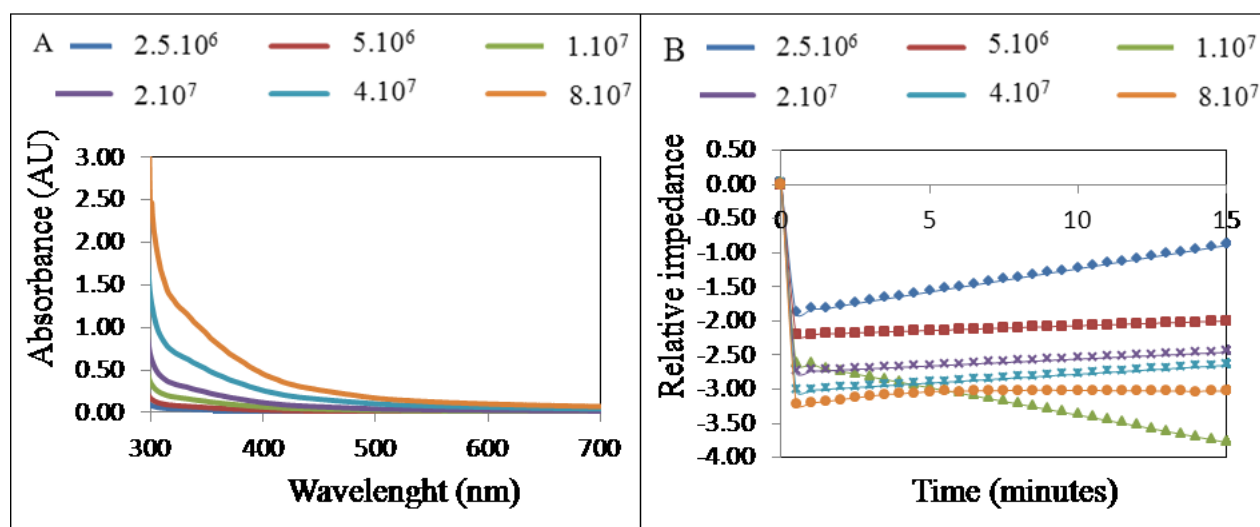 A 2.5.10⁶ 5.10⁶ 1.10⁷
2.10⁷ 4.10⁷ 8.10⁷
Absorbance (AU)
3.00
2.50
2.00
1.50
1.00
0.50
0.00
300 400 500 600 700
Wavelenght (nm)
B 2.5.10⁶ 5.10⁶ 1.10⁷
2.10⁷ 4.10⁷ 8.10⁷
Relative impedance
0.50
0.00
-0.50
-1.00
-1.50
-2.00
-2.50
-3.00
-3.50
-4.00
0 5 10 15
Time (minutes)